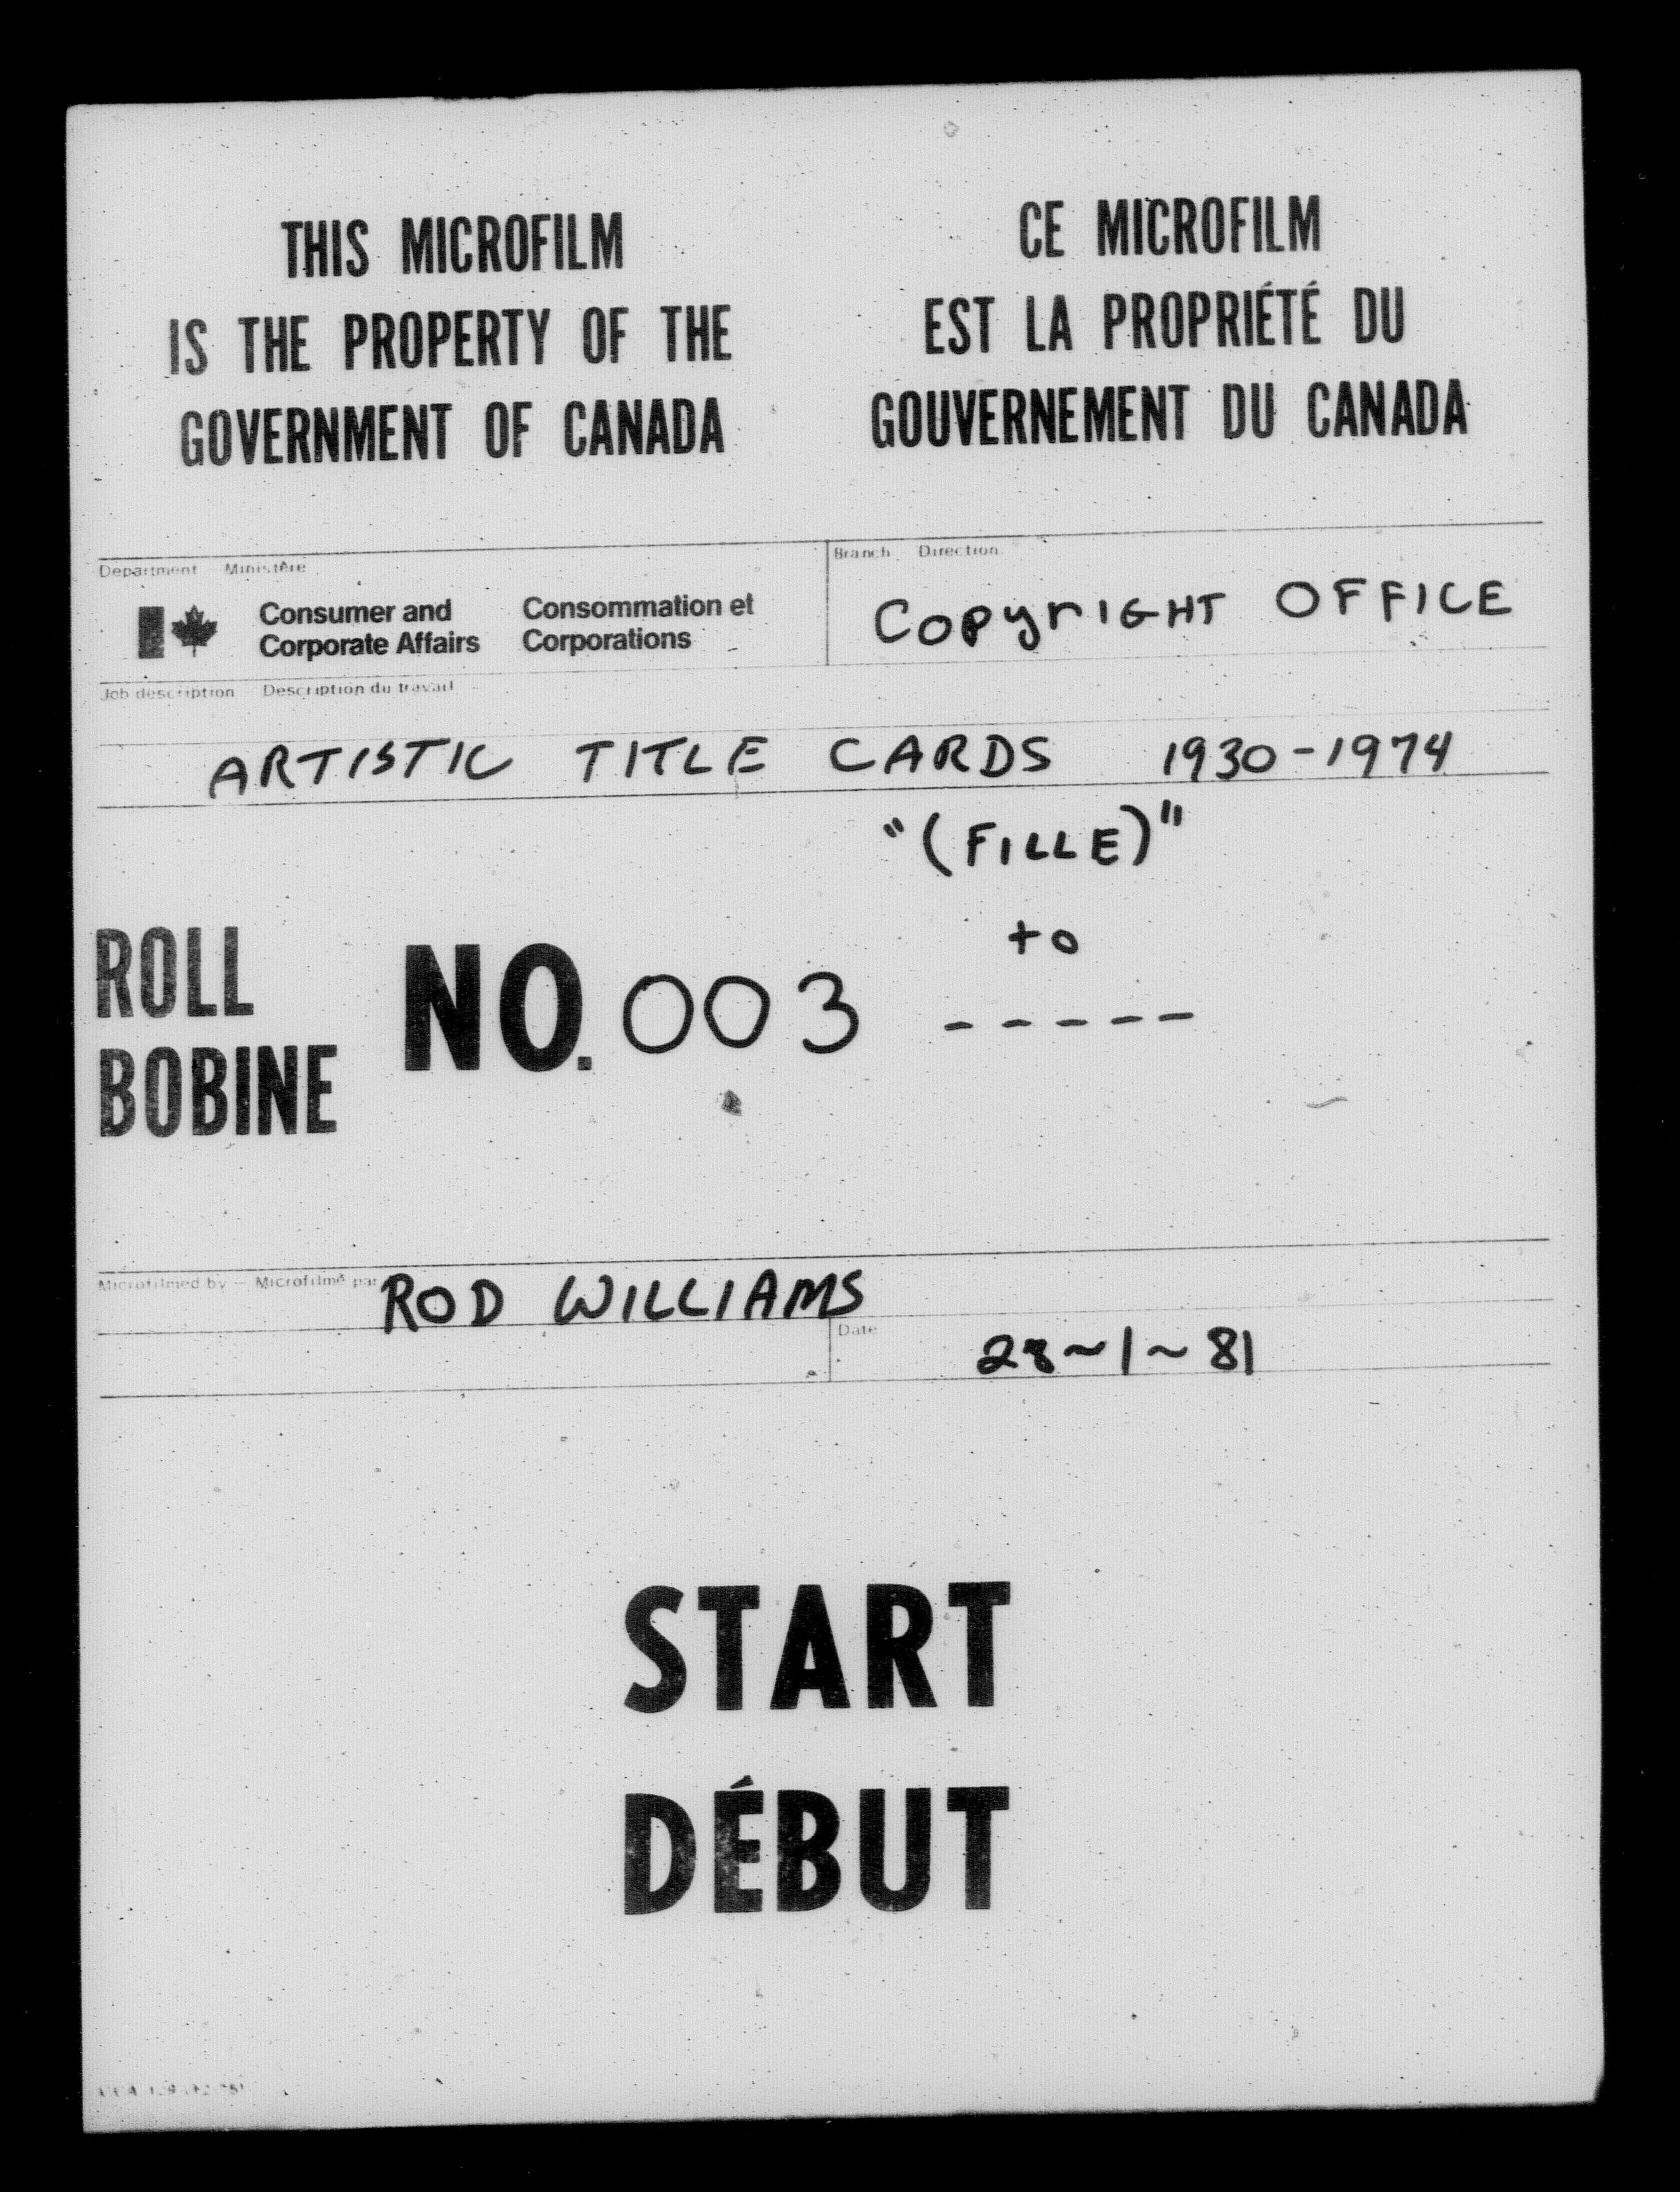 THIS MICROFILM
IS THE PROPERTY OF THE
GOVERNMENT OF CANADA
CE MICROFILM
EST LA PROPRIÉTÉ DU
GOUVERNEMENT DU CANADA
Department Ministère
Consumer and
Corporate Affairs
Consommation et
Corporations
Branch Direction
COPYRIGHT OFFICE
Job description Description du travail
ARTISTIC TITLE CARDS 1930-1974
"(FILLE)"
to
-----
ROLL
BOBINE
NO. 003
Microfilmed by – Microfilmé par
ROD WILLIAMS
Date
28~1~81
START
DÉBUT